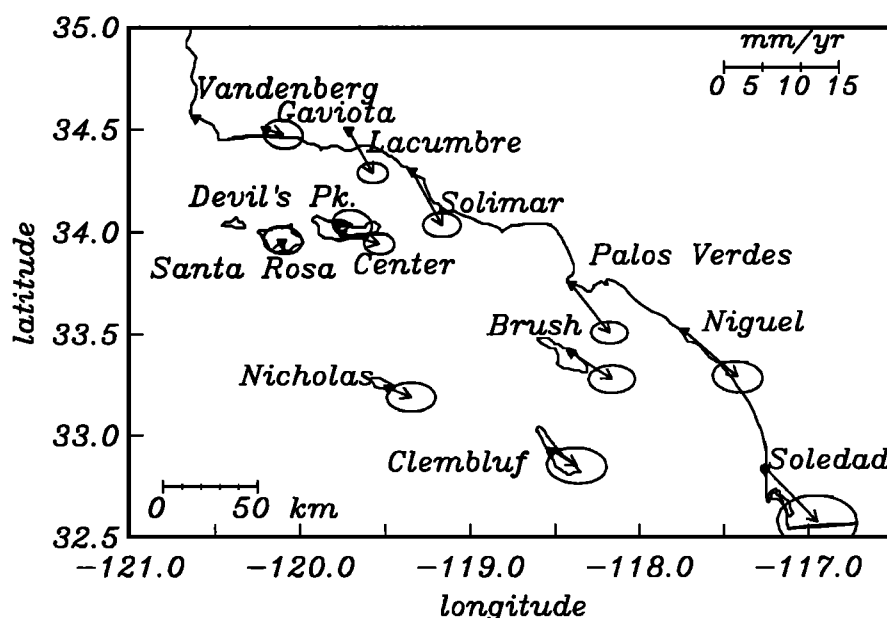 35.0
mm/yr
0 5 10 15
Vandenberg
Gaviota
34.5
Lacumbre
Devil's Pk.
Solimar
34.0
Santa Rosa Center
Palos Verdes
latitude
33.5
Brush
Niguel
Nicholas
33.0
Clembluf
Soledad
0 50 km
32.5
-121.0 -120.0 -119.0 -118.0 -117.0
longitude